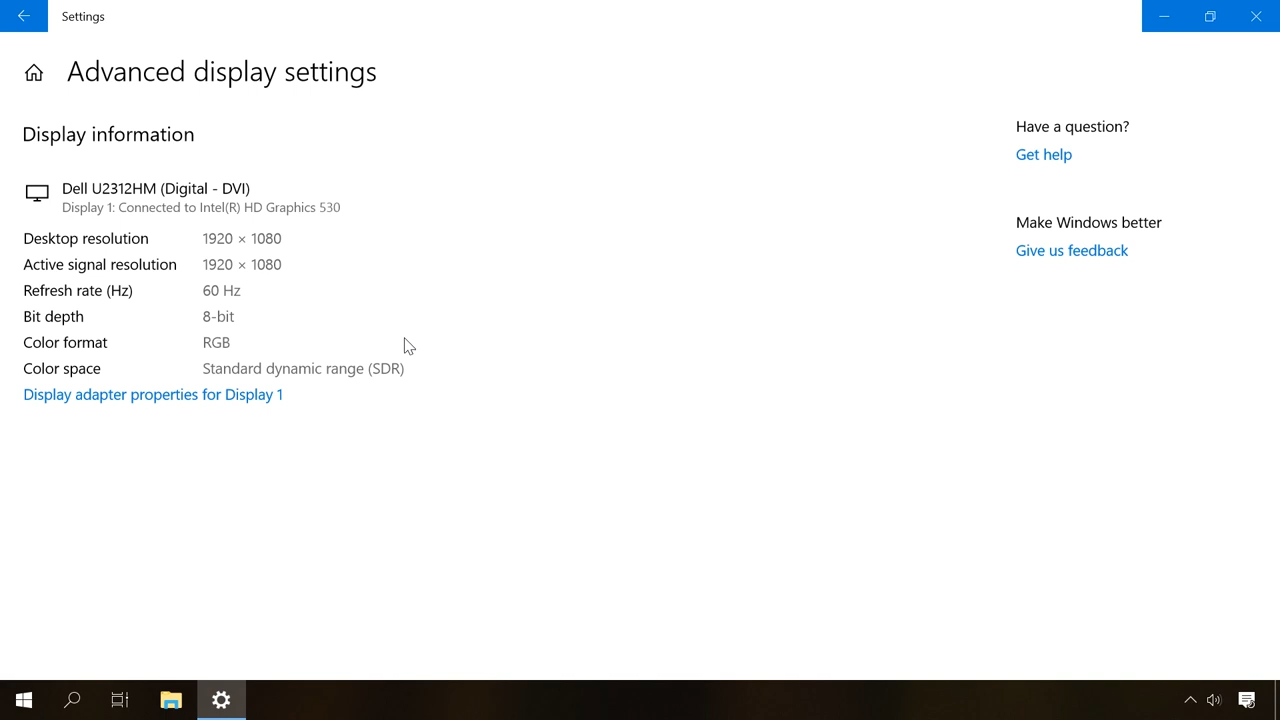 Settings
Advanced display settings
Display information
Dell U2312HM (Digital - DVI)
Display 1: Connected to Intel(R) HD Graphics 530
Desktop resolution 1920 × 1080
Active signal resolution 1920 × 1080
Refresh rate (Hz) 60 Hz
Bit depth 8-bit
Color format RGB
Color space Standard dynamic range (SDR)
Display adapter properties for Display 1
Have a question?
Get help
Make Windows better
Give us feedback